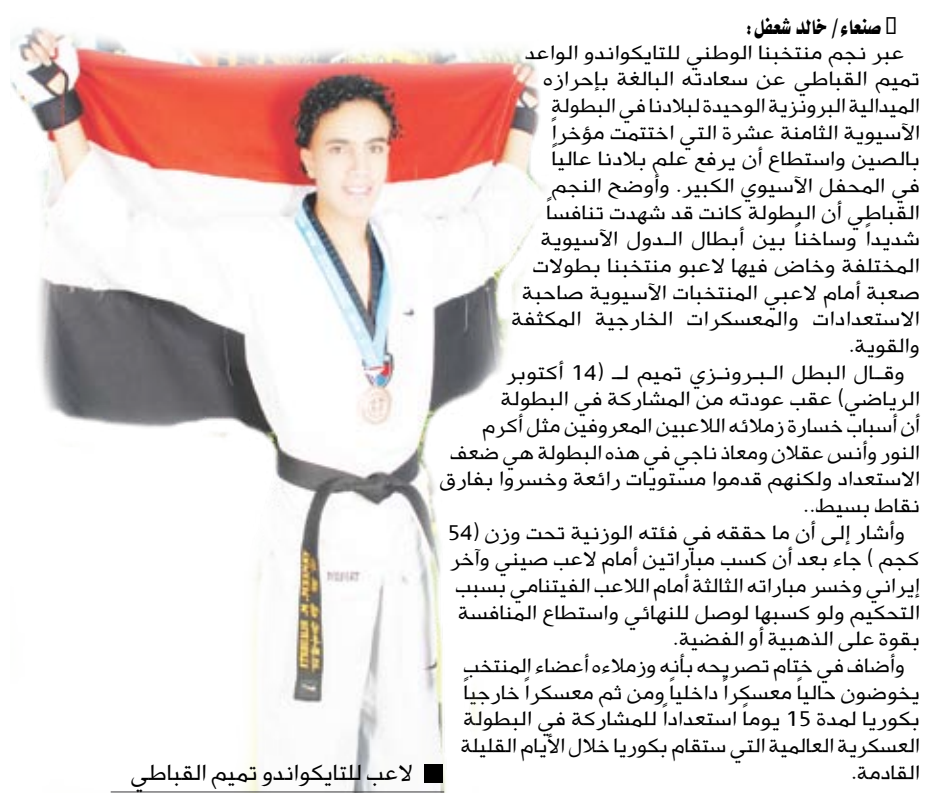 صنعاء / خالد شعفل :
عبر نجم منتخبنا الوطني للتايكواندو الواعد
تميم القباطي عن سعادته البالغة بإحرازه
الميدالية البرونزية الوحيدة لبلادنا في البطولة
الآسيوية الثامنة عشرة التي اختتمت مؤخراً
بالصين واستطاع أن يرفع علم بلادنا عالياً
في المحفل الآسيوي الكبير. وأوضح النجم
القباطي أن البطولة كانت قد شهدت تنافساً
شديداً وساخناً بين أبطال الـدول الآسيوية
المختلفة وخاض فيها لاعبو منتخبنا بطولات
صعبة أمام لاعبي المنتخبات الآسيوية صاحبة
الاستعدادات والمعسكرات الخارجية المكثفة
والقوية.
وقــال البطل الـبـرونـزي تميم لــ (14 أكتوبر
الرياضي) عقب عودته من المشاركة في البطولة
أن أسباب خسارة زملائه اللاعبين المعروفين مثل أكرم
النور وأنس عقلان ومعاذ ناجي في هذه البطولة هي ضعف
الاستعداد ولكنهم قدموا مستويات رائعة وخسروا بفارق
نقاط بسيط..
وأشار إلى أن ما حققه في فئته الوزنية تحت وزن (54
كجم ) جاء بعد أن كسب مباراتين أمام لاعب صيني وآخر
إيراني وخسر مباراته الثالثة أمام اللاعب الفيتنامي بسبب
التحكيم ولو كسبها لوصل للنهائي واستطاع المنافسة
بقوة على الذهبية أو الفضية.
وأضاف في ختام تصريحه بأنه وزملاءه أعضاء المنتخب
يخوضون حالياً معسكراً داخلياً ومن ثم معسكراً خارجياً
بكوريا لمدة 15 يوماً استعداداً للمشاركة في البطولة
العسكرية العالمية التي ستقام بكوريا خلال الأيام القليلة
القادمة.
■ لاعب للتايكواندو تميم القباطي